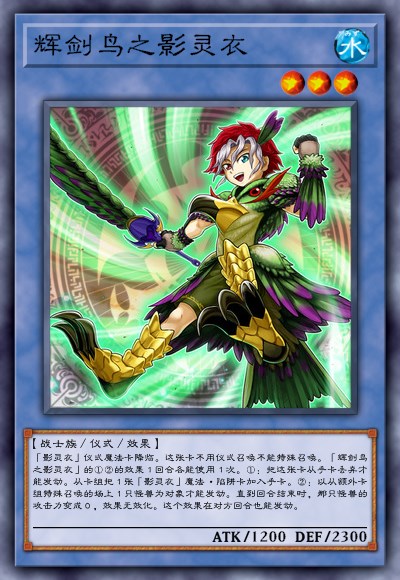 辉剑鸟之影灵衣
水
【战士族／仪式／效果】
「影灵衣」仪式魔法卡降临。这张卡不用仪式召唤不能特殊召唤。「辉剑鸟
之影灵衣」的①②的效果1回合各能使用1次。①：把这张卡从手卡丢弃才
能发动。从卡组把1张「影灵衣」魔法·陷阱卡加入手卡。②：以从额外卡
组特殊召唤的场上1只怪兽为对象才能发动。直到回合结束时，那只怪兽的
攻击力变成0，效果无效化。这个效果在对方回合也能发动。
ATK/1200 DEF/2300